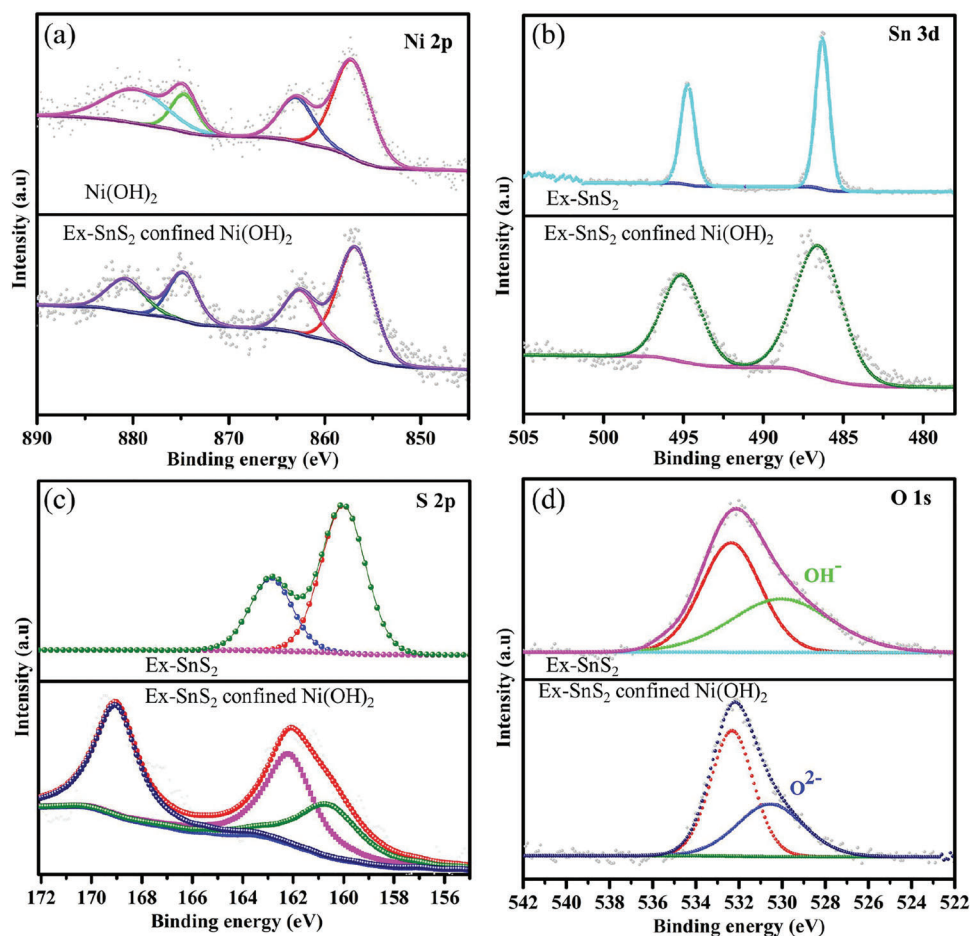 (a)
Ni 2p
Intensity (a.u)
Ni(OH)₂
Ex-SnS₂ confined Ni(OH)₂
890 880 870 860 850
Binding energy (eV)
(b)
Sn 3d
Intensity (a.u)
Ex-SnS₂
Ex-SnS₂ confined Ni(OH)₂
505 500 495 490 485 480
Binding energy (eV)
(c)
S 2p
Intensity (a.u)
Ex-SnS₂
Ex-SnS₂ confined Ni(OH)₂
172 170 168 166 164 162 160 158 156
Binding energy (eV)
(d)
O 1s
Intensity (a.u)
OH⁻
Ex-SnS₂
Ex-SnS₂ confined Ni(OH)₂
O²⁻
542 540 538 536 534 532 530 528 526 524 522
Binding energy (eV)